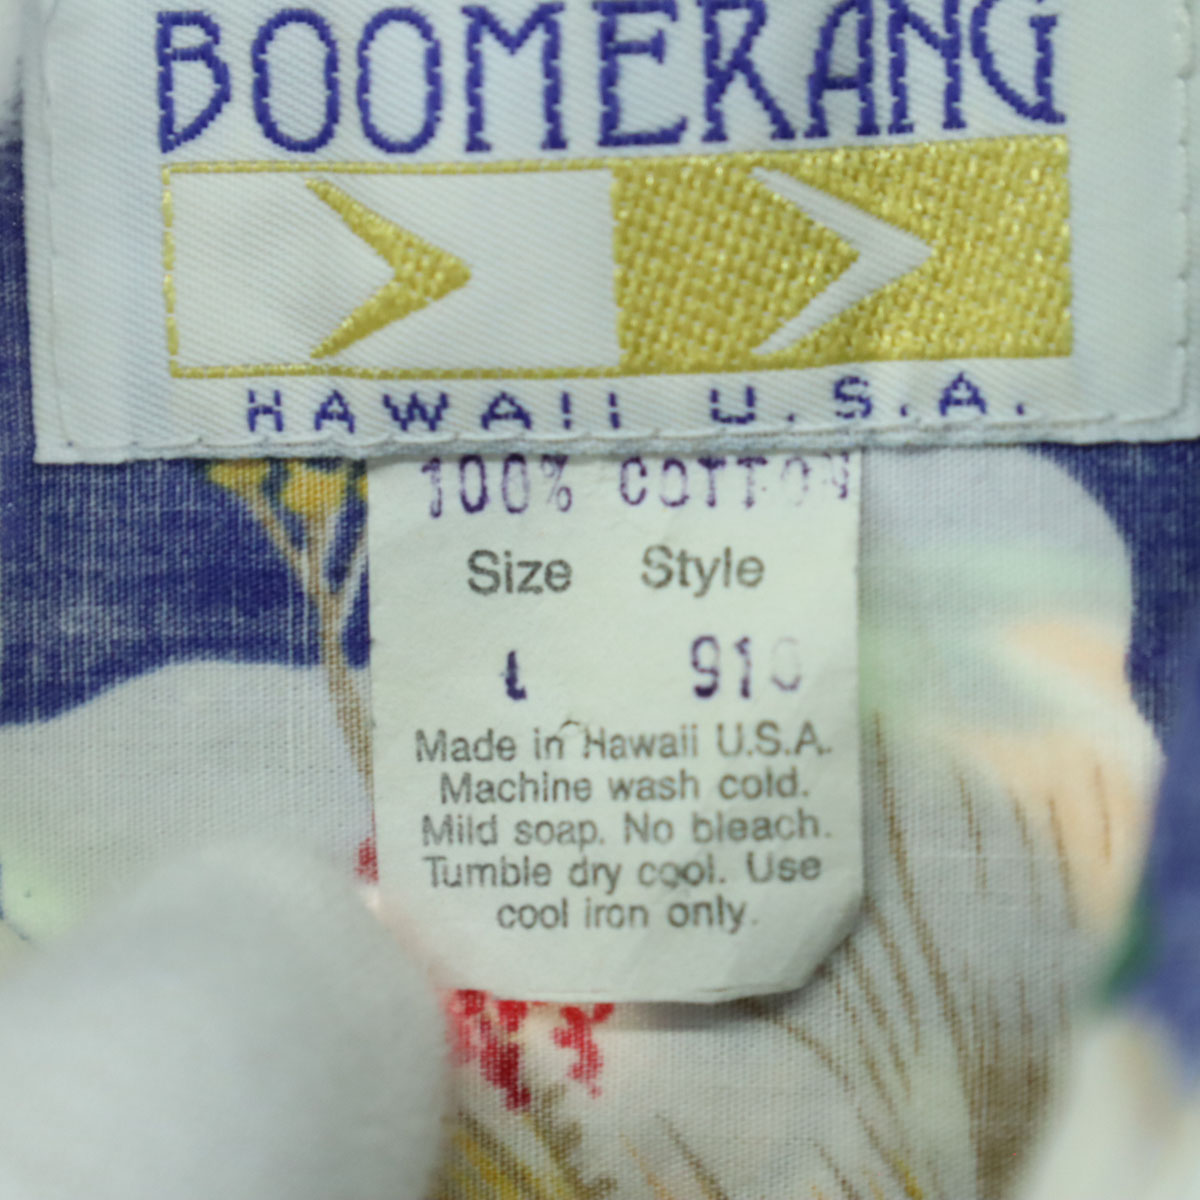 BOOMERANG
HAWAII U.S.A.
100% COTTON
Size Style
L 910
Made in Hawaii U.S.A.
Machine wash cold.
Mild soap. No bleach.
Tumble dry cool. Use
cool iron only.